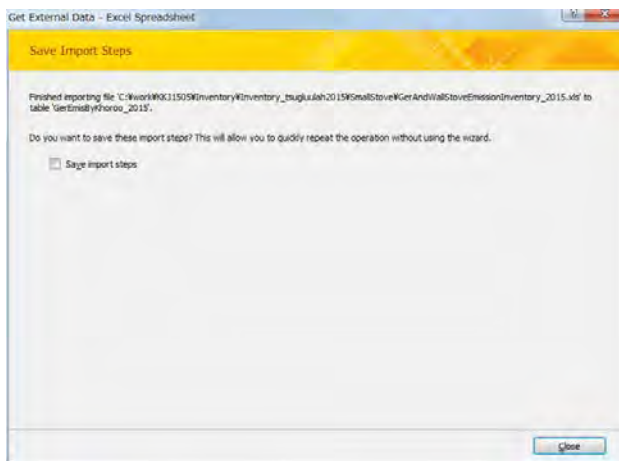 Get External Data - Excel Spreadsheet
Save Import Steps
Finished importing file 'C:¥work¥KKJ1505¥Inventory¥Inventory_tsugluulah2015¥SmallStove¥GerAndWallStoveEmissionInventory_2015.xls' to
table 'GerEmisByKhoroo_2015'.
Do you want to save these import steps? This will allow you to quickly repeat the operation without using the wizard.
Save import steps
Close